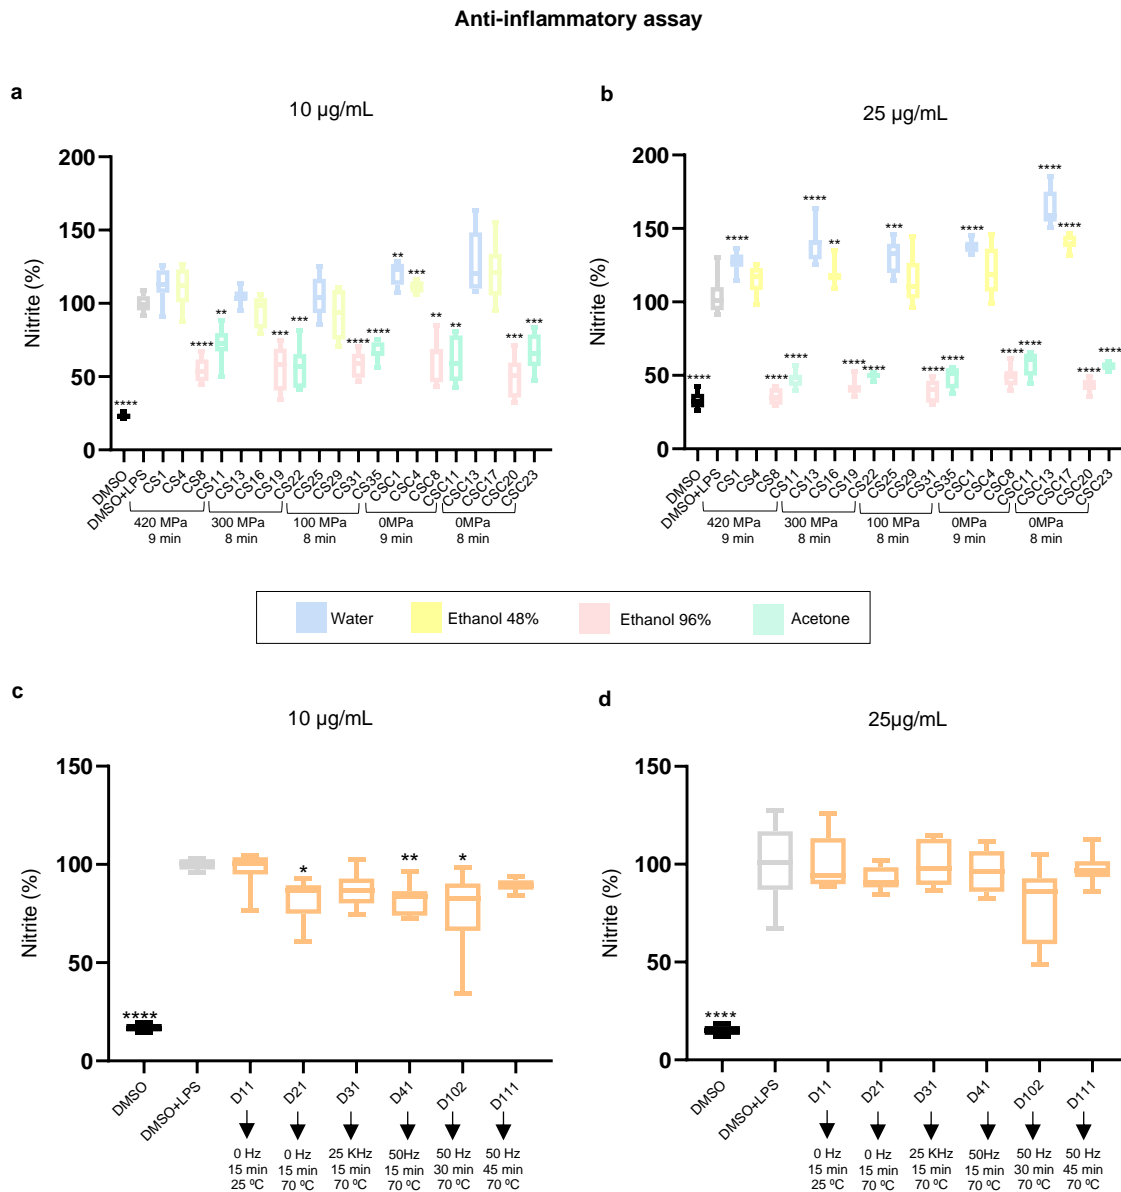 Anti-inflammatory assay
a
10 µg/mL
Nitrite (%)
200
150
100
50
0
****
****
**
***
***
****
****
**
***
**
**
***
***
DMSO
DMSO+LPS
CS1
CS4
CS8
CS11
CS13
CS16
CS19
CS22
CS25
CS29
CS31
CS35
CSC1
CSC4
CSC8
CSC11
CSC13
CSC17
CSC20
CSC23
420 MPa
9 min
300 MPa
8 min
100 MPa
8 min
0MPa
9 min
0MPa
8 min
b
25 µg/mL
Nitrite (%)
200
150
100
50
0
****
****
****
****
****
**
****
****
***
****
****
****
****
****
****
****
****
****
DMSO
DMSO+LPS
CS1
CS4
CS8
CS11
CS13
CS16
CS19
CS22
CS25
CS29
CS31
CS35
CSC1
CSC4
CSC8
CSC11
CSC13
CSC17
CSC20
CSC23
420 MPa
9 min
300 MPa
8 min
100 MPa
8 min
0MPa
9 min
0MPa
8 min
Water
Ethanol 48%
Ethanol 96%
Acetone
c
10 µg/mL
Nitrite (%)
150
100
50
0
****
*
**
*
DMSO
DMSO+LPS
D11
D21
D31
D41
D102
D111
0 Hz
15 min
25 ºC
0 Hz
15 min
70 ºC
25 KHz
15 min
70 ºC
50Hz
15 min
70 ºC
50 Hz
30 min
70 ºC
50 Hz
45 min
70 ºC
d
25µg/mL
Nitrite (%)
150
100
50
0
****
DMSO
DMSO+LPS
D11
D21
D31
D41
D102
D111
0 Hz
15 min
25 ºC
0 Hz
15 min
70 ºC
25 KHz
15 min
70 ºC
50Hz
15 min
70 ºC
50 Hz
30 min
70 ºC
50 Hz
45 min
70 ºC